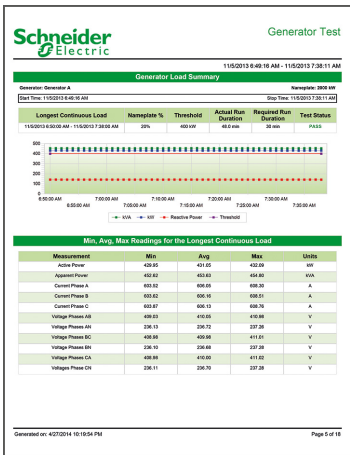 Schneider Electric
Generator Test
11/5/2013 6:49:16 AM - 11/5/2013 7:38:11 AM
Generator Load Summary
Generator: Generator A Nameplate: 2000 kW
Start Time: 11/5/2013 6:49:16 AM Stop Time: 11/5/2013 7:38:11 AM
Longest Continuous Load Nameplate % Threshold Actual Run Duration Required Run Duration Test Status
11/5/2013 6:50:00 AM - 11/5/2013 7:38:00 AM 20% 400 kW 48.0 min 30 min PASS
500
400
300
200
100
0
6:50:00 AM 7:00:00 AM 7:10:00 AM 7:20:00 AM 7:30:00 AM
6:55:00 AM 7:05:00 AM 7:15:00 AM 7:25:00 AM 7:35:00 AM
kVA kW Reactive Power Threshold
Min, Avg, Max Readings for the Longest Continuous Load
Measurement Min Avg Max Units
Active Power 429.95 431.05 432.09 kW
Apparent Power 452.62 453.63 454.80 kVA
Current Phase A 603.52 606.05 608.30 A
Current Phase B 603.62 606.16 608.51 A
Current Phase C 603.87 606.13 608.76 A
Voltage Phases AB 409.03 410.05 410.98 V
Voltage Phases AN 236.13 236.72 237.26 V
Voltage Phases BC 408.98 409.98 411.01 V
Voltage Phases BN 236.10 236.68 237.28 V
Voltage Phases CA 408.98 410.00 411.02 V
Voltages Phase CN 236.11 236.70 237.28 V
Generated on: 4/27/2014 10:19:54 PM Page 5 of 18